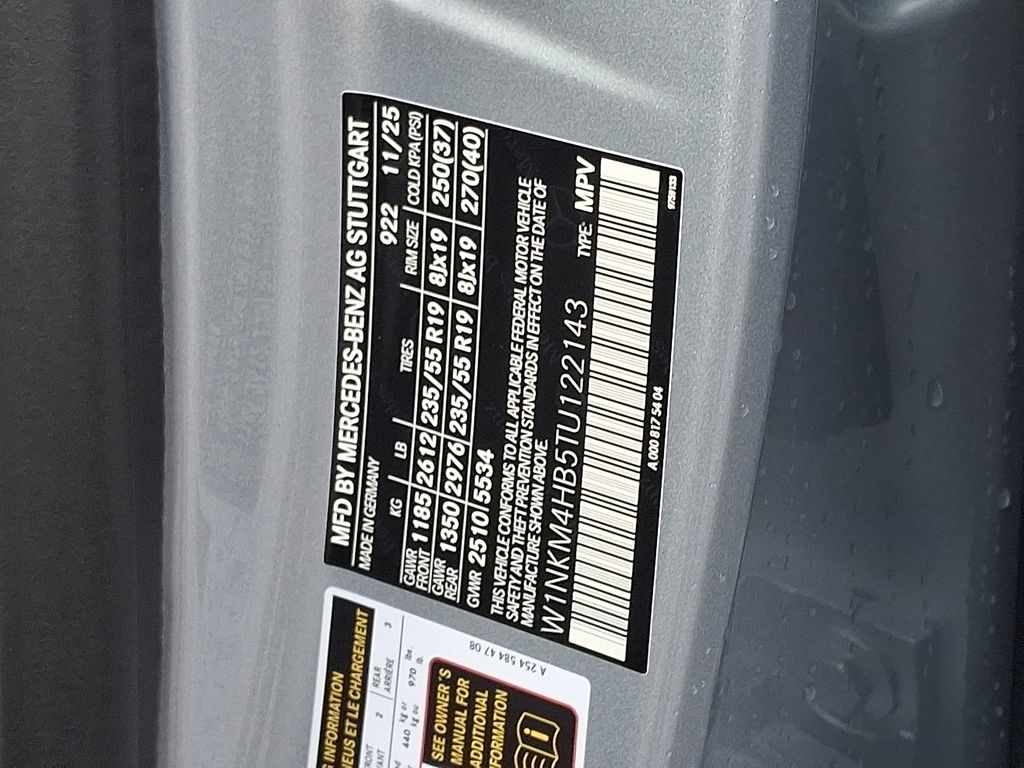 MFD BY MERCEDES-BENZ AG STUTTGART
MADE IN GERMANY 922 11/25
KG LB TIRES RIM SIZE COLD KPA(PSI)
GAWR FRONT 1185 2612 235/55 R19 8Jx19 250(37)
GAWR REAR 1350 2976 235/55 R19 8Jx19 270(40)
GVWR 2510 5534
THIS VEHICLE CONFORMS TO ALL APPLICABLE FEDERAL MOTOR VEHICLE
SAFETY AND THEFT PREVENTION STANDARDS IN EFFECT ON THE DATE OF
MANUFACTURE SHOWN ABOVE.
W1NKM4HB5TU122143 TYPE: MPV
A 000 817 54 04
INFORMATION
ET LE CHARGEMENT
2 REAR 3
ARRIÈRE
440 kg or 970 lbs.
kg ou lb.
SEE OWNER'S
MANUAL FOR
ADDITIONAL
INFORMATION
i
A 254 584 47 08